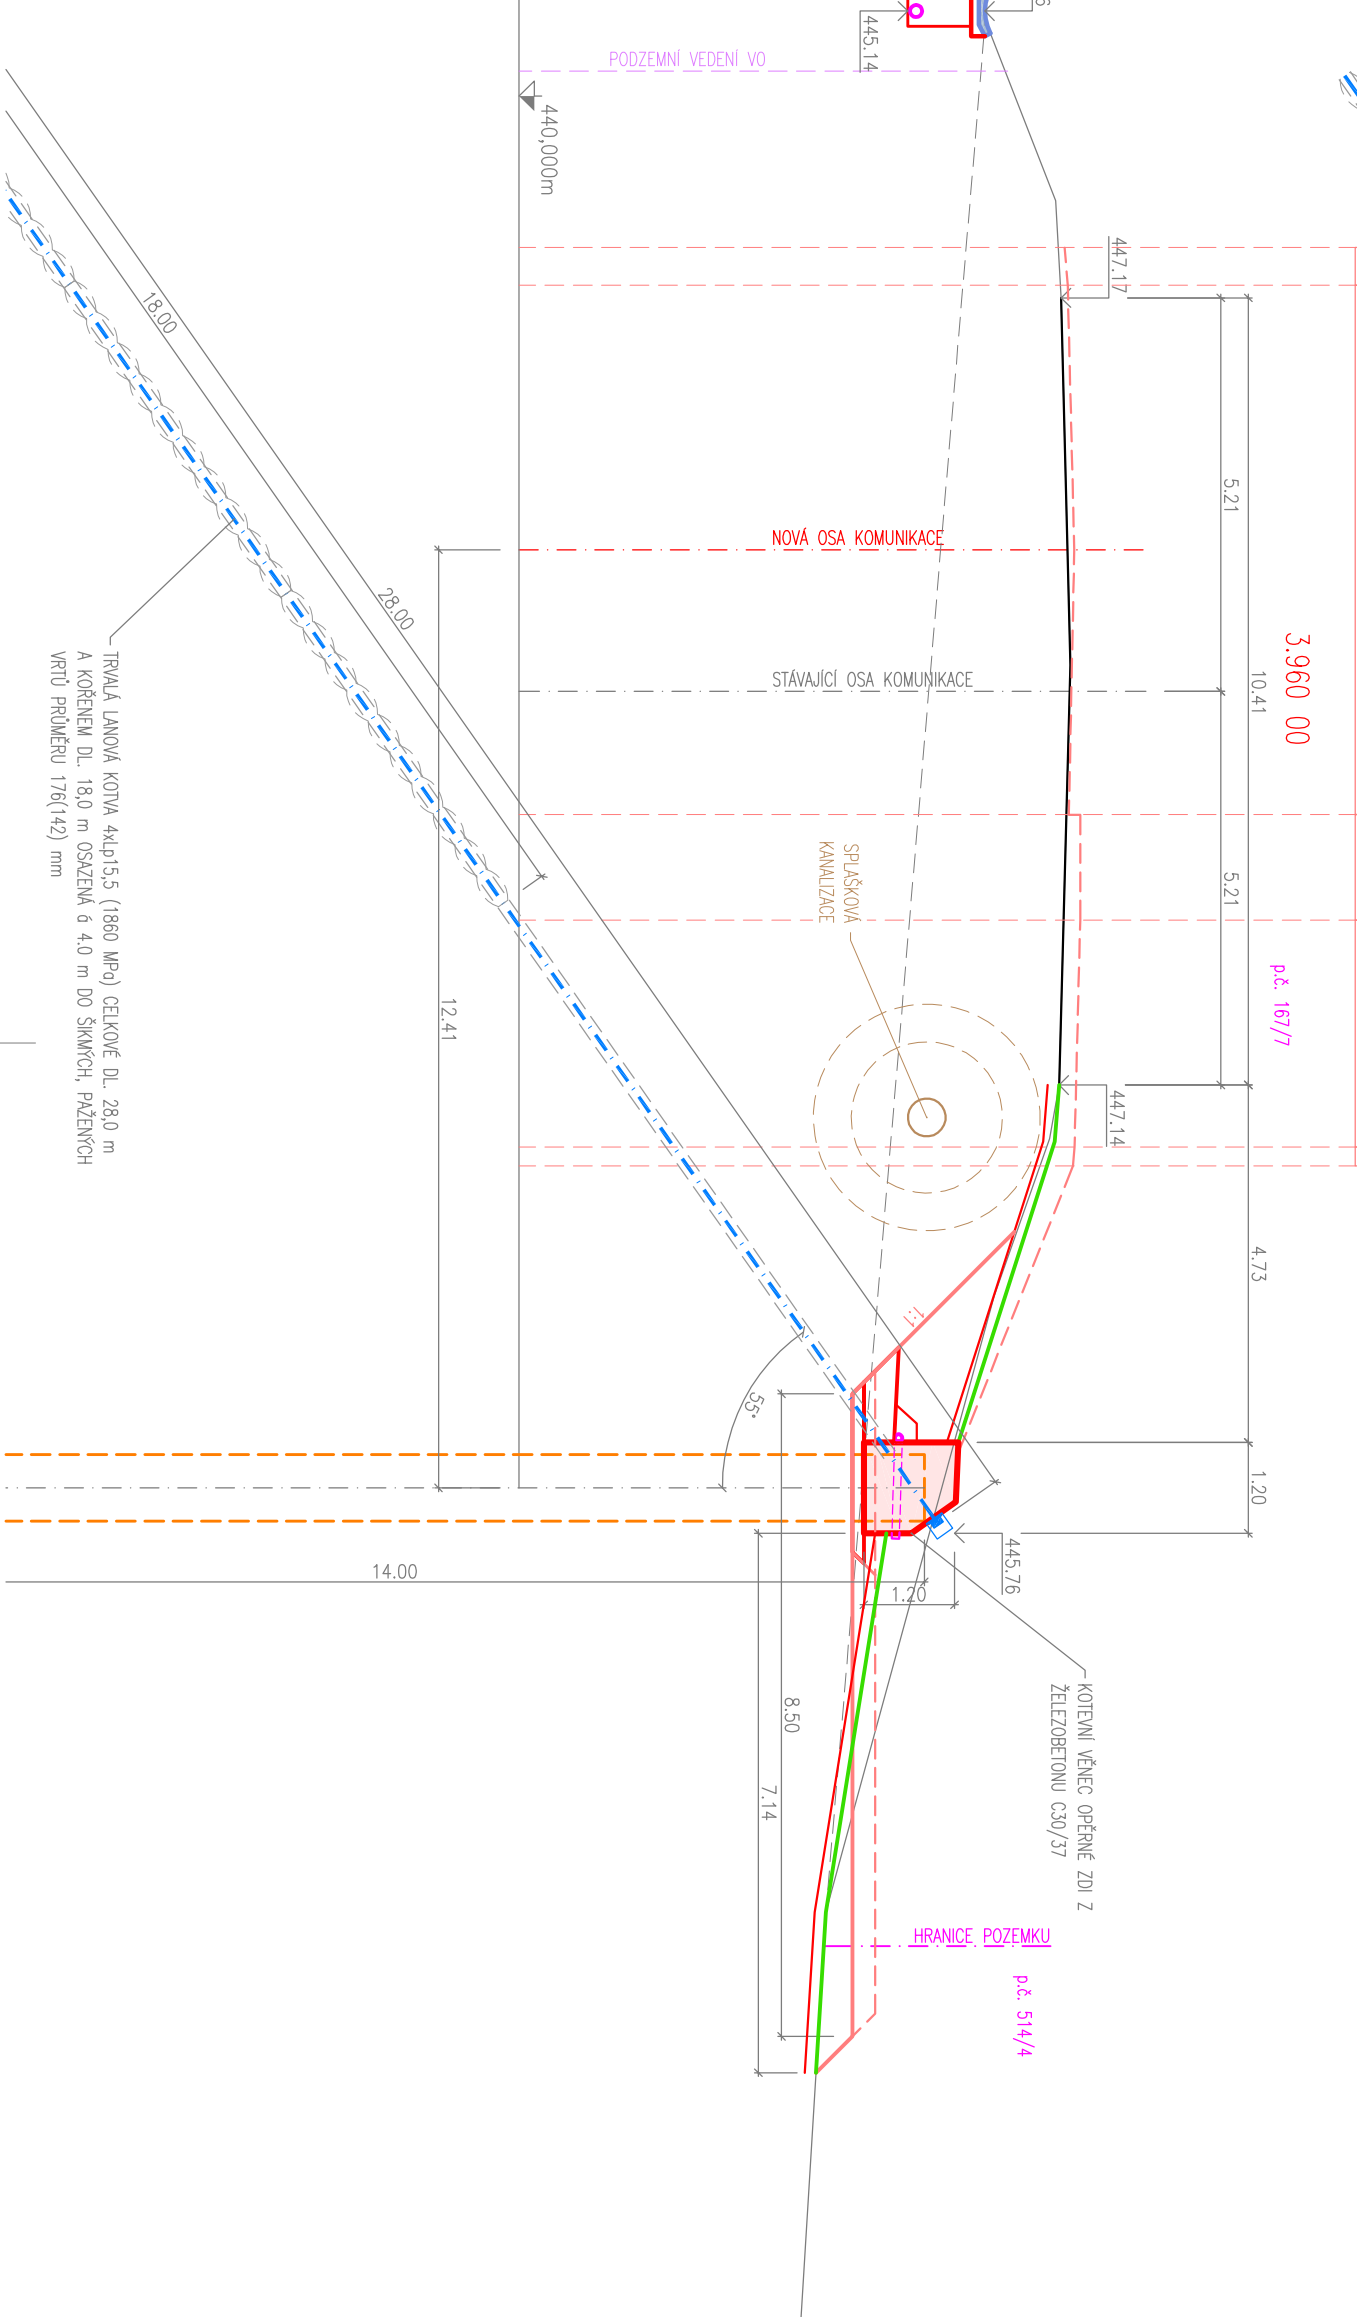 445.14
PODZEMNÍ VEDENÍ VO
440,000m
447.17
18.00
5.21
10.41
3.960 00
NOVÁ OSA KOMUNIKACE
28.00
STÁVAJÍCÍ OSA KOMUNIKACE
TRVALÁ LANOVÁ KOTVA 4xLp15,5 (1860 MPa) CELKOVÉ DL. 28,0 m
A KOŘENEM DL. 18,0 m OSAZENÁ á 4.0 m DO ŠIKMÝCH, PAŽENÝCH
VRTŮ PRŮMĚRU 176(142) mm
5.21
SPLAŠKOVÁ
KANALIZACE
p.č. 167/7
12.41
447.14
4.73
1:1
55°
1.20
445.76
14.00
1.20
KOTEVNÍ VĚNEC OPĚRNÉ ZDI Z
ŽELEZOBETONU C30/37
8.50
7.14
HRANICE POZEMKU
p.č. 514/4